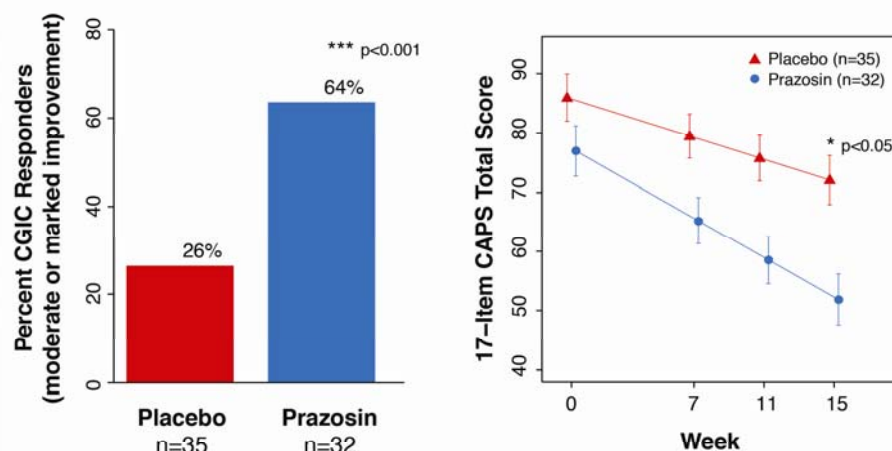 Percent CGIC Responders
(moderate or marked improvement)
80
60
40
20
0
*** p<0.001
64%
26%
Placebo
n=35
Prazosin
n=32
17–Item CAPS Total Score
90
80
70
60
50
40
Placebo (n=35)
Prazosin (n=32)
* p<0.05
0
7
11
15
Week